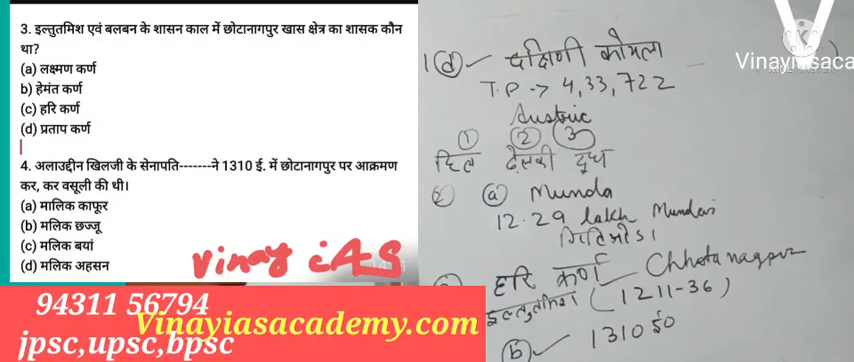 3. इल्तुतमिश एवं बलबन के शासन काल में छोटानागपुर खास क्षेत्र का शासक कौन
था?
(a) लक्ष्मण कर्ण
b) हेमंत कर्ण
(c) हरि कर्ण
(d) प्रताप कर्ण
4. अलाउद्दीन खिलजी के सेनापति-------ने 1310 ई. में छोटानागपुर पर आक्रमण
कर, कर वसूली की थी।
(a) मालिक काफूर
(b) मलिक छज्जू
(c) मलिक बयां
(d) मलिक अहसन
Vinay iAS
94311 56794
Vinayiasacademy.com
jpsc,upsc,bpsc
Vinayiasaca
1 (d) दक्षिणी कोयला
T.P -> 4,33,722
Austric
1 2 3
(a) Munda
12.29 lakh Mundari
हरि कर्ण Chhota nagpur
इल्तुतमिश (1211-36)
(b) 1310 ई०